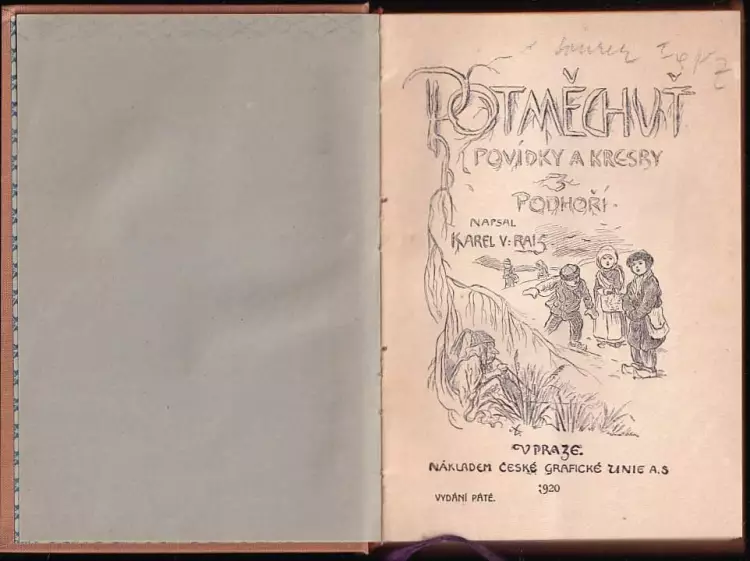 POTMĚCHUŤ
POVÍDKY A KRESBY
Z
PODHOŘÍ.
NAPSAL
KAREL V. RAIS.
V PRAZE.
NÁKLADEM ČESKÉ GRAFICKÉ UNIE A.S
1920
VYDÁNÍ PÁTÉ.